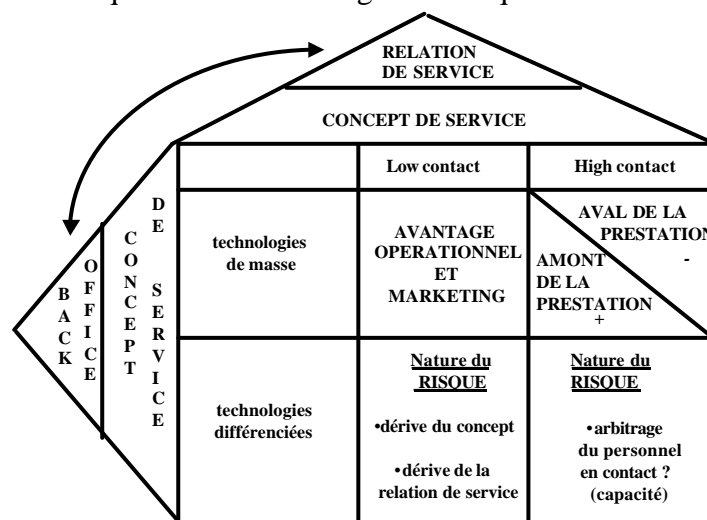 RELATION
DE SERVICE
CONCEPT DE SERVICE
Low contact
High contact
BACK
OFFICE
CONCEPT
DE SERVICE
technologies
de masse
AVANTAGE
OPERATIONNEL
ET
MARKETING
AVAL DE LA
PRESTATION
-
AMONT
DE LA
PRESTATION
+
technologies
différenciées
Nature du
RISQUE
•dérive du concept
•dérive de la
relation de service
Nature du
RISQUE
•arbitrage
du personnel
en contact ?
(capacité)